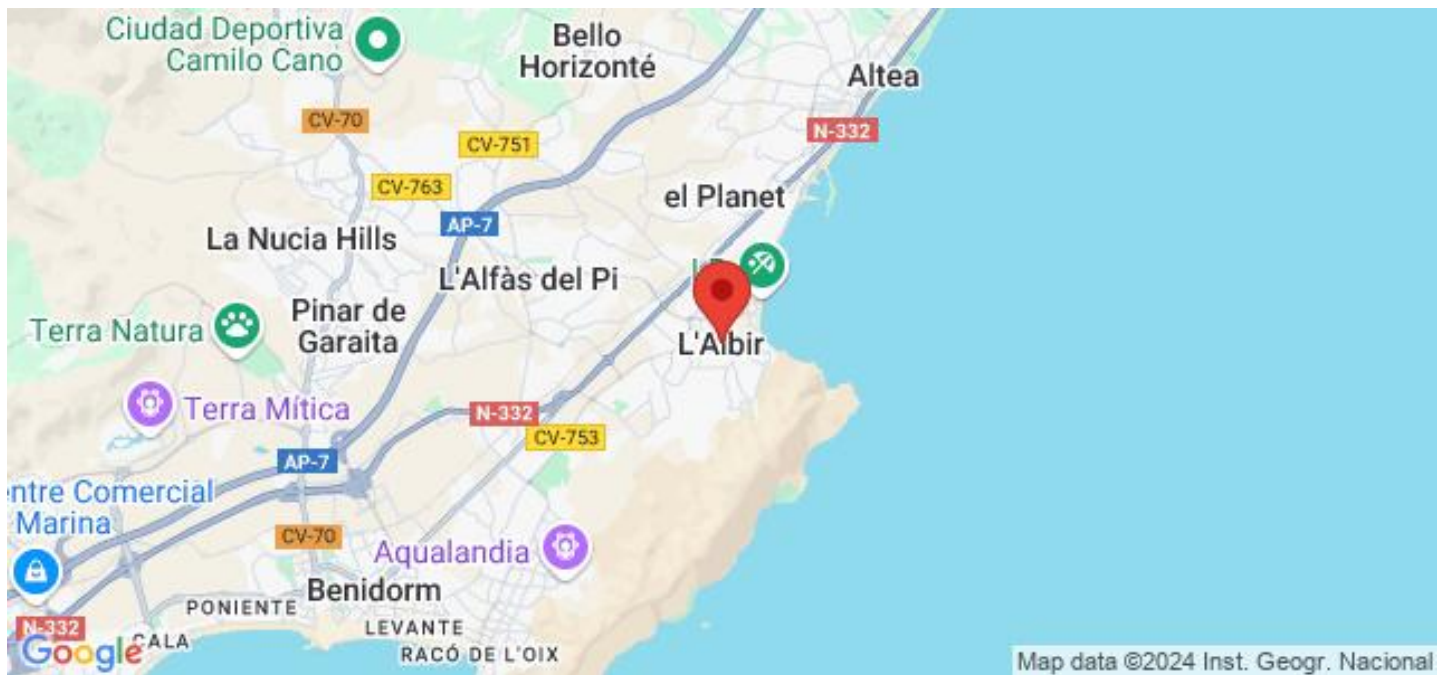 Ciudad Deportiva
Camilo Cano
Bello
Horizonté
Altea
CV-70
N-332
CV-751
CV-763
el Planet
AP-7
La Nucia Hills
L'Alfàs del Pi
Pinar de
Garaita
Terra Natura
L'Albir
Terra Mítica
N-332
CV-753
AP-7
entre Comercial
Marina
CV-70
Aqualandia
Benidorm
PONIENTE
LEVANTE
N-332
CALA
RACÓ DE L'OIX
Google
Map data ©2024 Inst. Geogr. Nacional